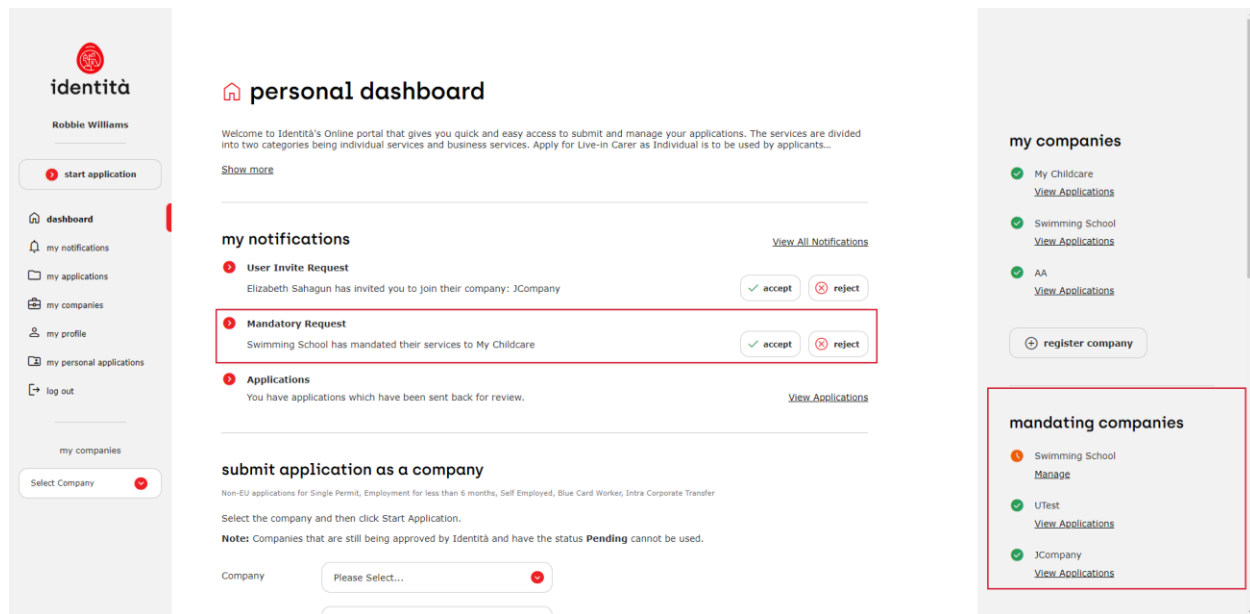 identità
Robbie Williams
start application
dashboard
my notifications
my applications
my companies
my profile
my personal applications
log out
my companies
Select Company
personal dashboard
Welcome to Identità's Online portal that gives you quick and easy access to submit and manage your applications. The services are divided
into two categories being individual services and business services. Apply for Live-in Carer as Individual is to be used by applicants...
Show more
my notifications
View All Notifications
User Invite Request
Elizabeth Sahagun has invited you to join their company: JCompany
accept
reject
Mandatory Request
Swimming School has mandated their services to My Childcare
accept
reject
Applications
You have applications which have been sent back for review.
View Applications
submit application as a company
Non-EU applications for Single Permit, Employment for less than 6 months, Self Employed, Blue Card Worker, Intra Corporate Transfer
Select the company and then click Start Application.
Note: Companies that are still being approved by Identità and have the status Pending cannot be used.
Company
Please Select...
my companies
My Childcare
View Applications
Swimming School
View Applications
AA
View Applications
register company
mandating companies
Swimming School
Manage
UTest
View Applications
JCompany
View Applications